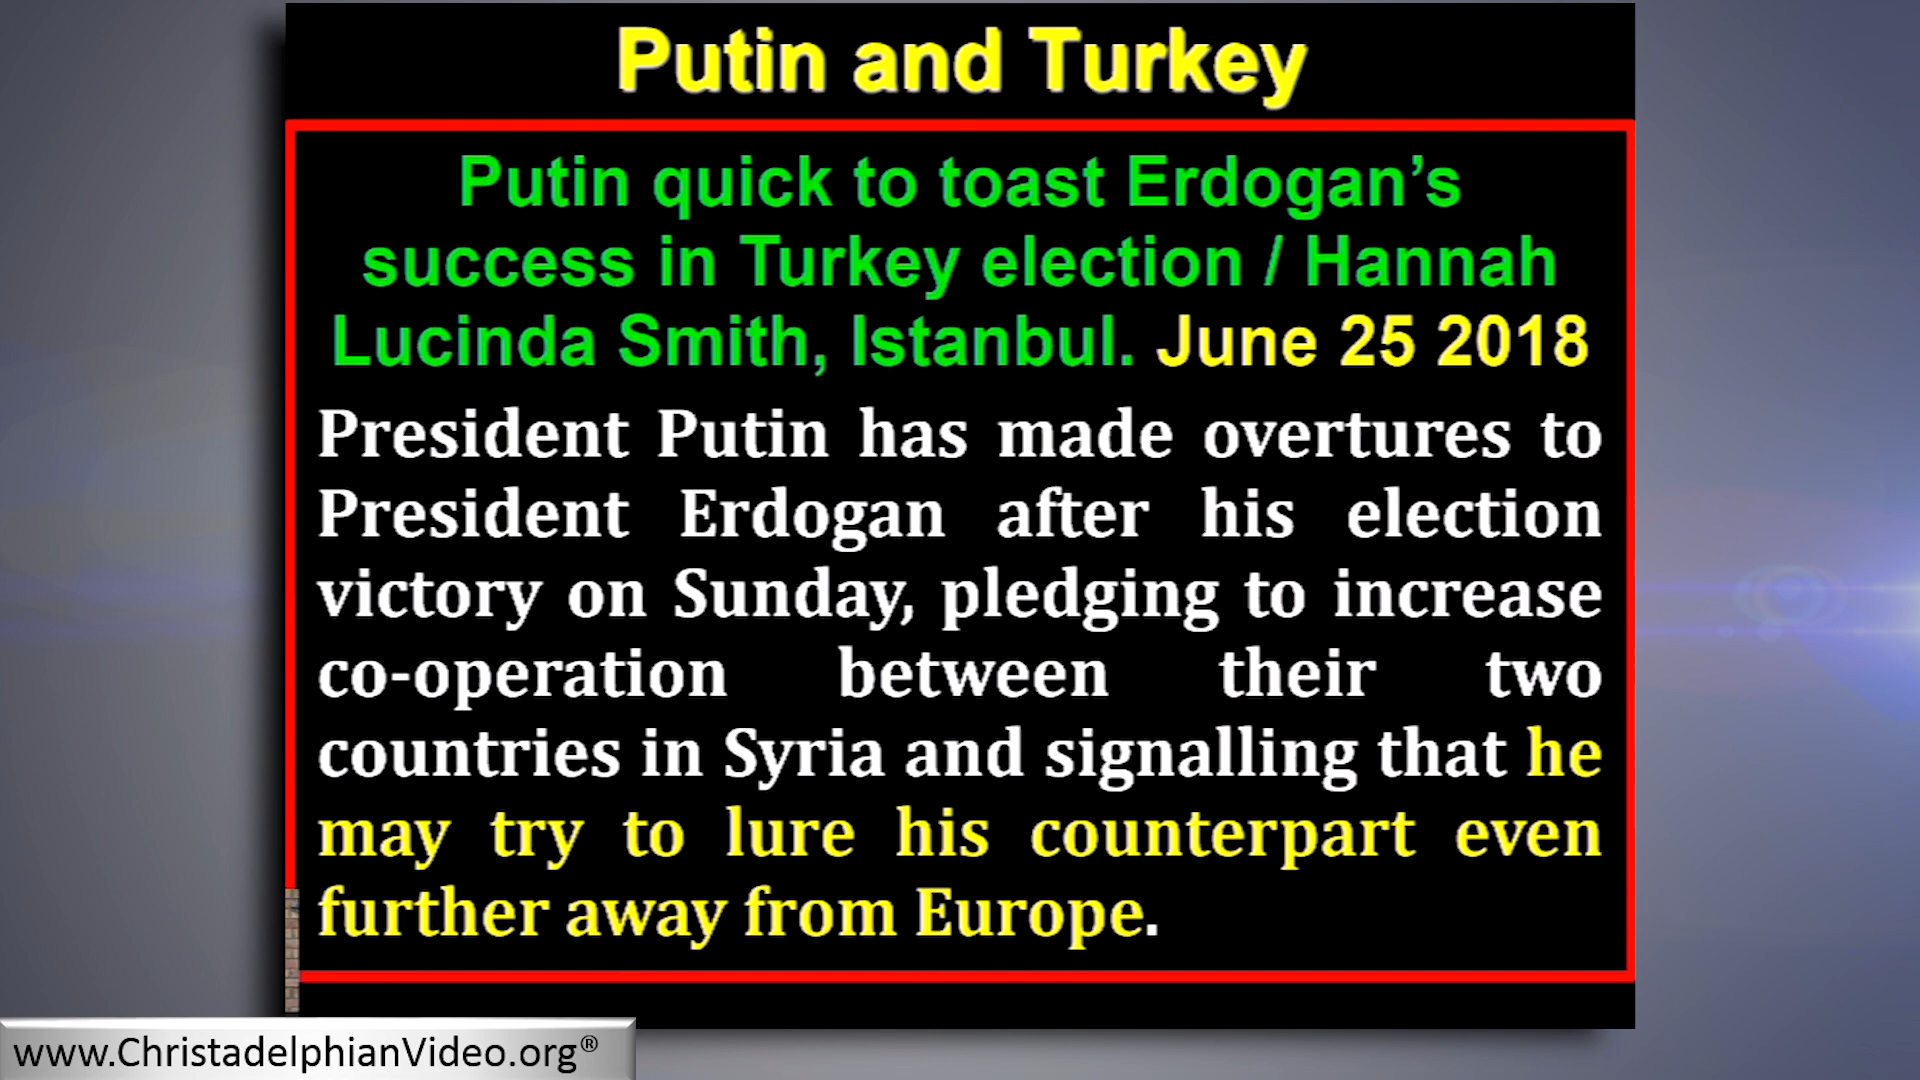 Putin and Turkey
Putin quick to toast Erdogan’s
success in Turkey election / Hannah
Lucinda Smith, Istanbul. June 25 2018
President Putin has made overtures to
President Erdogan after his election
victory on Sunday, pledging to increase
co-operation between their two
countries in Syria and signalling that he
may try to lure his counterpart even
further away from Europe.
www.ChristadelphianVideo.org®